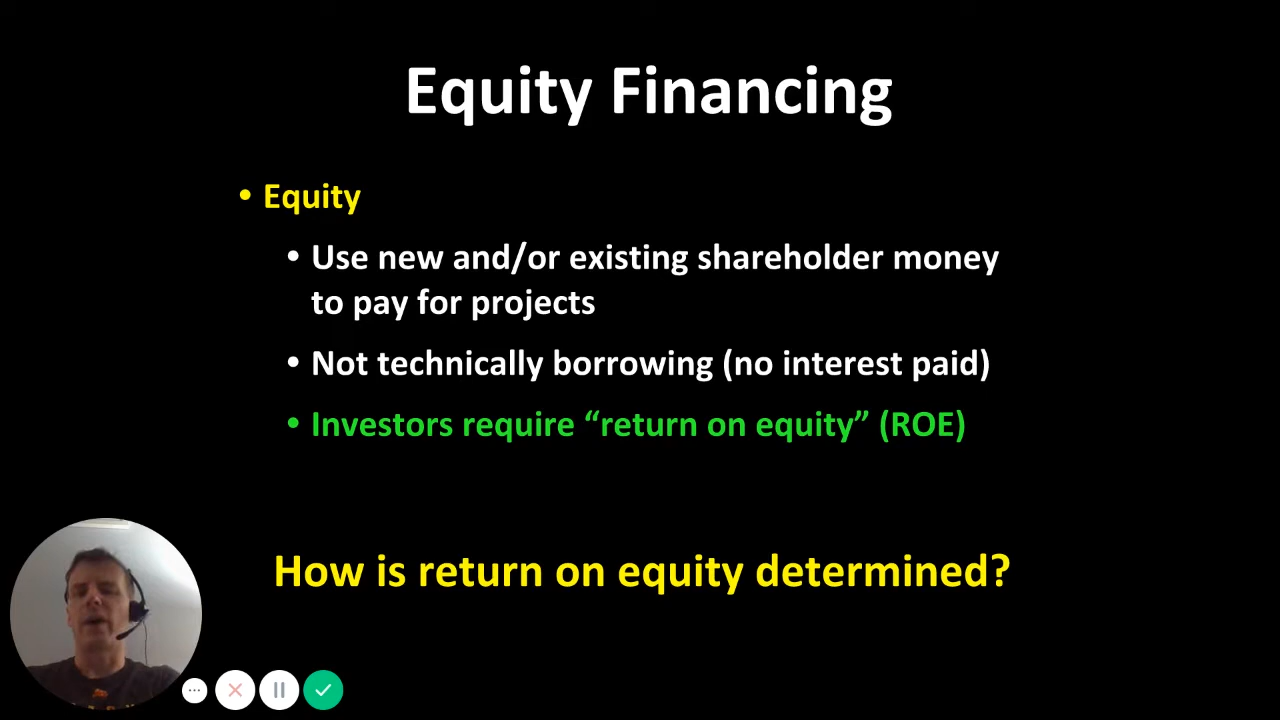 Equity Financing
• Equity
• Use new and/or existing shareholder money
to pay for projects
• Not technically borrowing (no interest paid)
• Investors require “return on equity” (ROE)
How is return on equity determined?